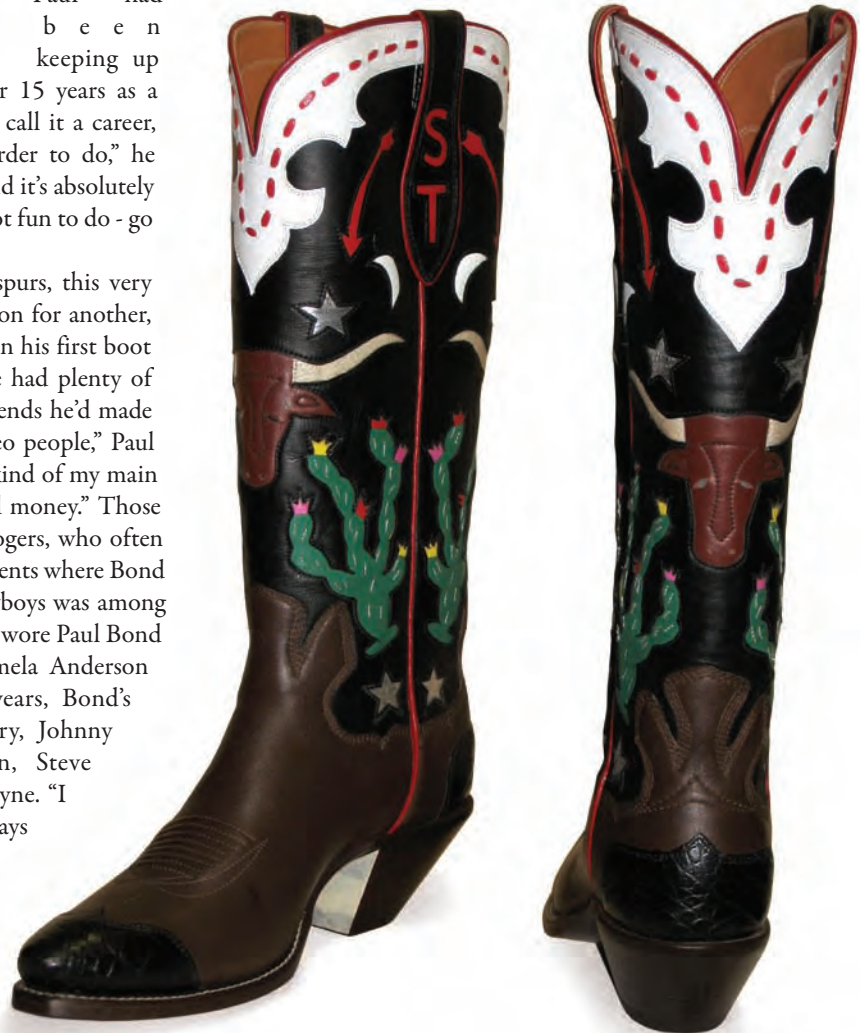 Paul had
been
keeping up
r 15 years as a
call it a career,
rder to do,” he
nd it’s absolutely
ot fun to do - go
spurs, this very
on for another,
n his first boot
e had plenty of
ends he’d made
eo people,” Paul
kind of my main
l money.” Those
ogers, who often
ents where Bond
wboys was among
wore Paul Bond
mela Anderson
years, Bond’s
ry, Johnny
n, Steve
yne. “I
ays
S
T